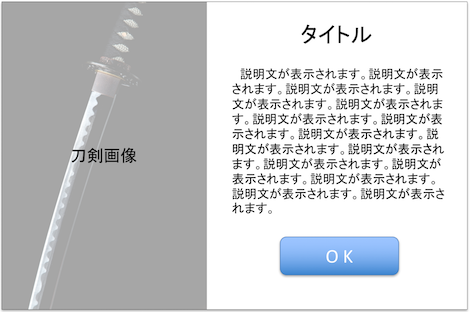 刀剣画像
タイトル
説明文が表示されます。説明文が表示
されます。説明文が表示されます。説明
文が表示されます。説明文が表示されま
す。説明文が表示されます。説明文が表
示されます。説明文が表示されます。説
明文が表示されます。説明文が表示され
ます。説明文が表示されます。説明文が
表示されます。説明文が表示されます。
説明文が表示されます。説明文が表示さ
れます。
OK